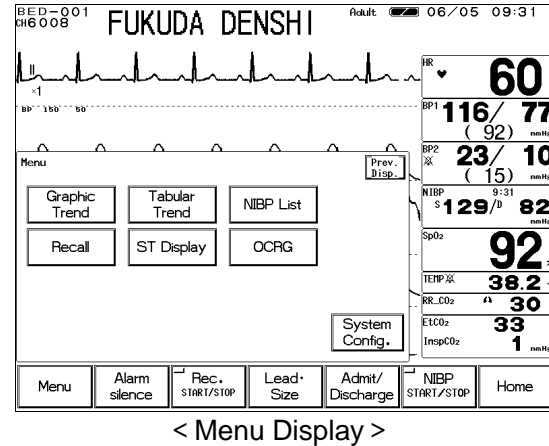 BED-001 FUKUDA DENSHI Adult 06/05 09:31
CH6008
II
×1
BP 150 50
HR 60
BP1 116/ 77
( 92) mmHg
BP2 23/ 10
( 15) mmHg
NIBP 9:31
S 129/D 82
mmHg
SpO₂ 92 %
TEMP 38.2
RR_CO₂ 30
EtCO₂ 33
InspCO₂ 1 mmHg
Menu
Prev. Disp.
Graphic Trend
Tabular Trend
NIBP List
Recall
ST Display
OCRG
System Config.
Menu
Alarm silence
Rec. START/STOP
Lead· Size
Admit/ Discharge
NIBP START/STOP
Home
< Menu Display >